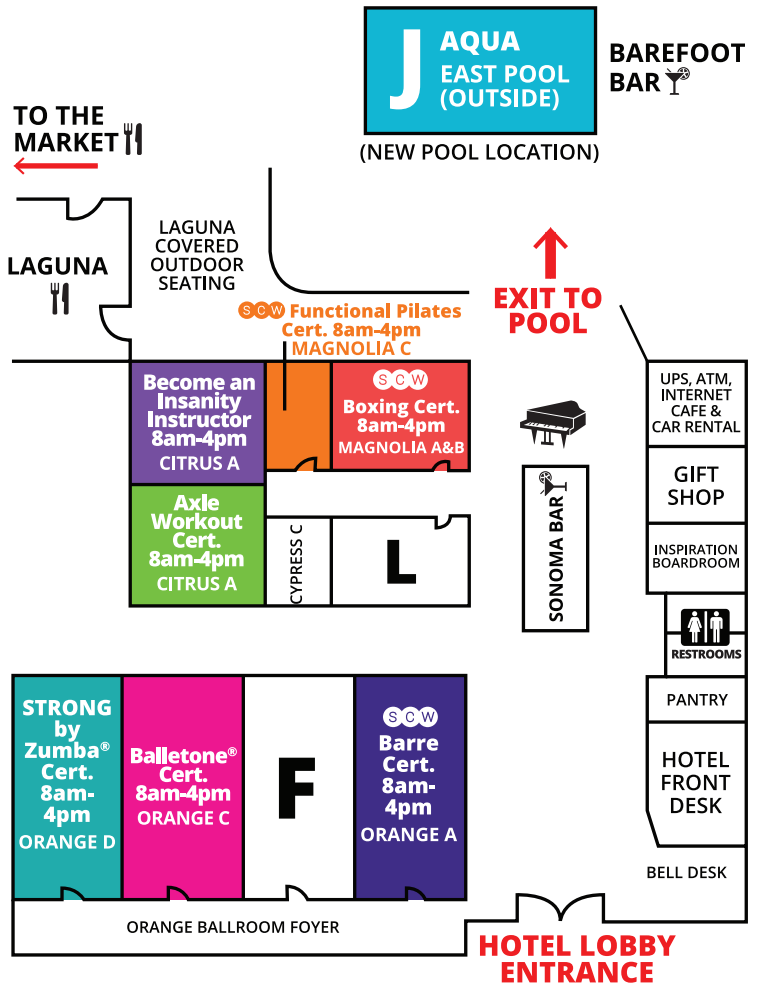 J
AQUA
EAST POOL
(OUTSIDE)
BAREFOOT
BAR
(NEW POOL LOCATION)
TO THE
MARKET
LAGUNA
LAGUNA
COVERED
OUTDOOR
SEATING
EXIT TO
POOL
SCW Functional Pilates
Cert. 8am-4pm
MAGNOLIA C
Become an
Insanity
Instructor
8am-4pm
CITRUS A
SCW
Boxing Cert.
8am-4pm
MAGNOLIA A&B
Axle
Workout
Cert.
8am-4pm
CITRUS A
CYPRESS C
L
SONOMA BAR
UPS, ATM,
INTERNET
CAFE &
CAR RENTAL
GIFT
SHOP
INSPIRATION
BOARDROOM
RESTROOMS
PANTRY
HOTEL
FRONT
DESK
BELL DESK
STRONG
by
Zumba®
Cert.
8am-
4pm
ORANGE D
Balletone®
Cert.
8am-4pm
ORANGE C
F
SCW
Barre
Cert.
8am-
4pm
ORANGE A
ORANGE BALLROOM FOYER
HOTEL LOBBY
ENTRANCE